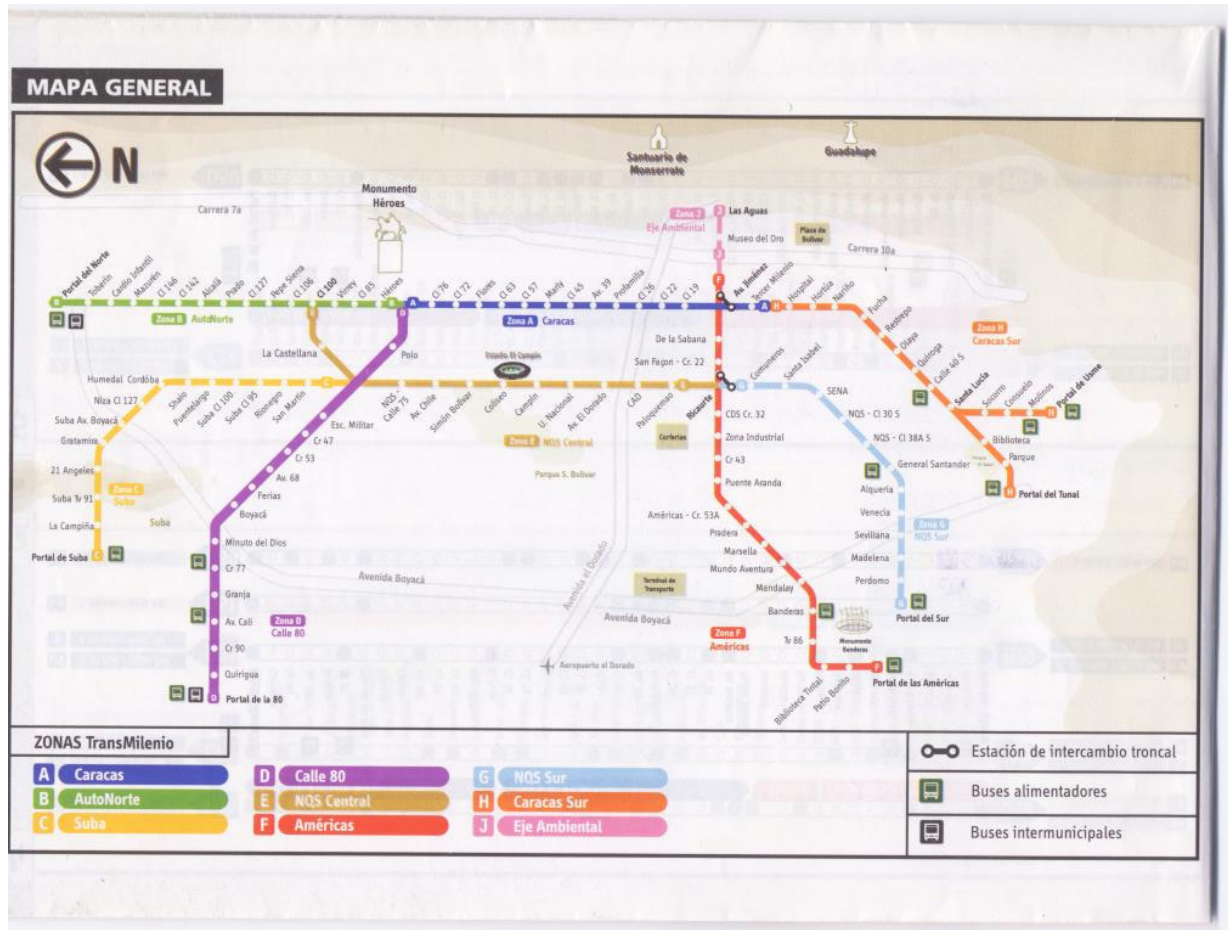 MAPA GENERAL
N
Santuario de
Monserrate
Guadalupe
Monumento
Héroes
Carrera 7a
Zona J
Eje Ambiental
J
Las Aguas
Museo del Oro
J
Plaza de
Bolivar
Carrera 10a
B
Portal del Norte
Toberín
Cardio Infantil
Mazurén
Cl 146
Cl 142
Alcalá
Prado
Cl 127
Pepe Sierra
Cl 106
Cl 100
Virrey
Cl 85
Héroes
B
A
Cl 76
Cl 72
Flores
Cl 63
Cl 57
Marly
Cl 45
Av. 39
Profamilia
Cl 26
Cl 22
Cl 19
F
Av. Jiménez
Tercer Milenio
A
H
Hospital
Hortúa
Nariño
Fucha
Restrepo
Olaya
Quiroga
Calle 40 S
Santa Lucía
Socorro
Consuelo
Molinos
H
Portal de Usme
Biblioteca
Parque
H
Portal del Tunal
Zona B AutoNorte
Zona A Caracas
Zona H
Caracas Sur
E
D
La Castellana
Polo
Estadio El Campín
De la Sabana
San Façon - Cr. 22
Humedal Cordóba
Niza Cl 127
Suba Av. Boyacá
Gratamira
21 Angeles
Suba Tv 91
La Campiña
Portal de Suba
C
Shaio
Puentelargo
Suba Cl 100
Suba Cl 95
Rionegro
San Martín
C
NQS
Calle 75
Av. Chile
Simón Bolívar
Coliseo
Campín
U. Nacional
Av. El Dorado
CAD
Paloquemao
E
Ricaurte
G
Comuneros
Santa Isabel
SENA
NQS - Cl 30 S
NQS - Cl 38A S
General Santander
Alquería
Venecia
Sevillana
Madelena
Perdomo
G
Portal del Sur
Zona G
NQS Sur
Zona C
Suba
Suba
Zona E NQS Central
Parque S. Bolívar
Corferias
Esc. Militar
Cr 47
Cr 53
Av. 68
Ferias
Boyacá
Minuto del Dios
Cr 77
Granja
Av. Cali
Cr 90
Quirigua
D
Portal de la 80
Zona D
Calle 80
CDS Cr. 32
Zona Industrial
Cr 43
Puente Aranda
Américas - Cr. 53A
Pradera
Marsella
Mundo Aventura
Mandalay
Banderas
Tv 86
Biblioteca Tintal
Patio Bonito
F
Portal de las Américas
Zona F
Américas
Monumento
Banderas
Terminal de
Transporte
Avenida Boyacá
Avenida el Dorado
Avenida Boyacá
Aeropuerto el Dorado
ZONAS TransMilenio
A Caracas
B AutoNorte
C Suba
D Calle 80
E NQS Central
F Américas
G NQS Sur
H Caracas Sur
J Eje Ambiental
Estación de intercambio troncal
Buses alimentadores
Buses intermunicipales